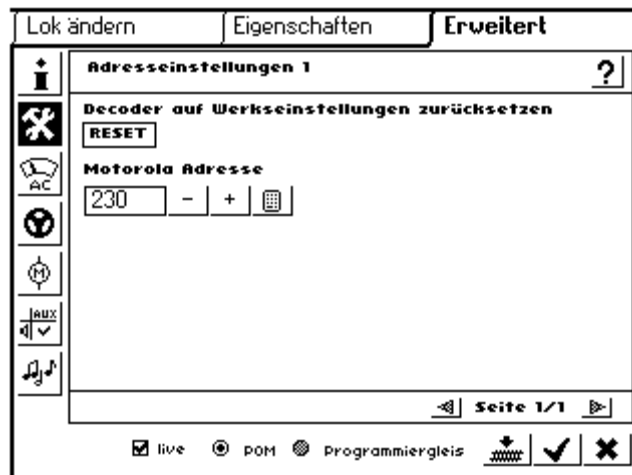 Lok ändern Eigenschaften Erweitert
i Adresseinstellungen 1 ?
Decoder auf Werkseinstellungen zurücksetzen
RESET
AC
Motorola Adresse
230 - +
M
AUX
Seite 1/1
live POM Programmiergleis